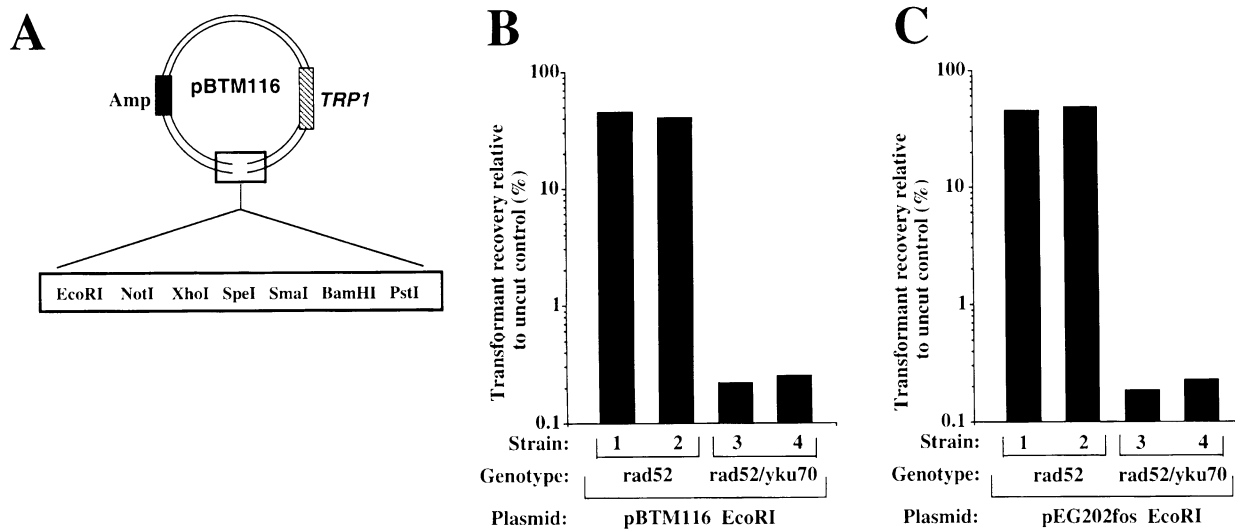 A
pBTM116
Amp
TRP1
EcoRI NotI XhoI SpeI SmaI BamHI PstI
B
Transformant recovery relative
to uncut control (%)
100
10
1
0.1
Strain: 1 2 3 4
Genotype: rad52 rad52/yku70
Plasmid: pBTM116 EcoRI
C
Transformant recovery relative
to uncut control (%)
100
10
1
0.1
Strain: 1 2 3 4
Genotype: rad52 rad52/yku70
Plasmid: pEG202fos EcoRI